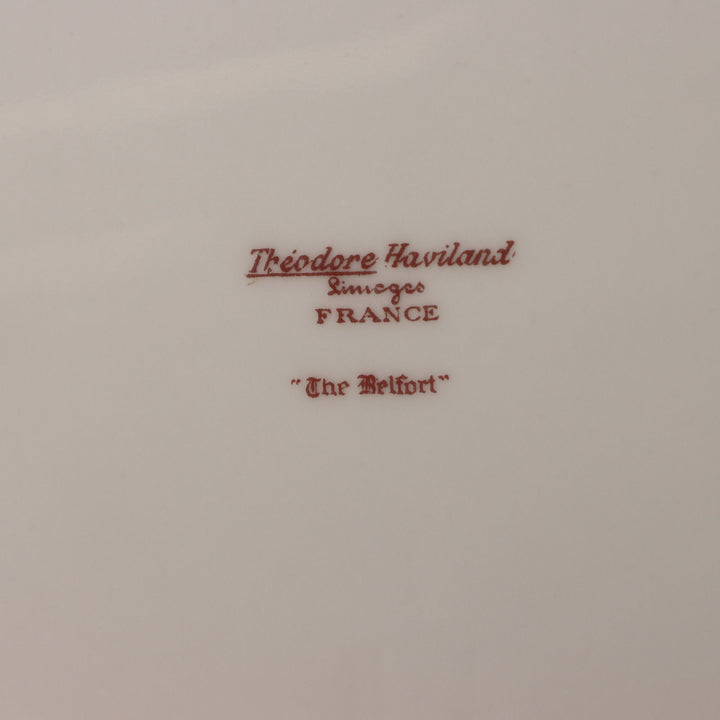 Théodore Haviland
Limoges
FRANCE
"The Belfort"